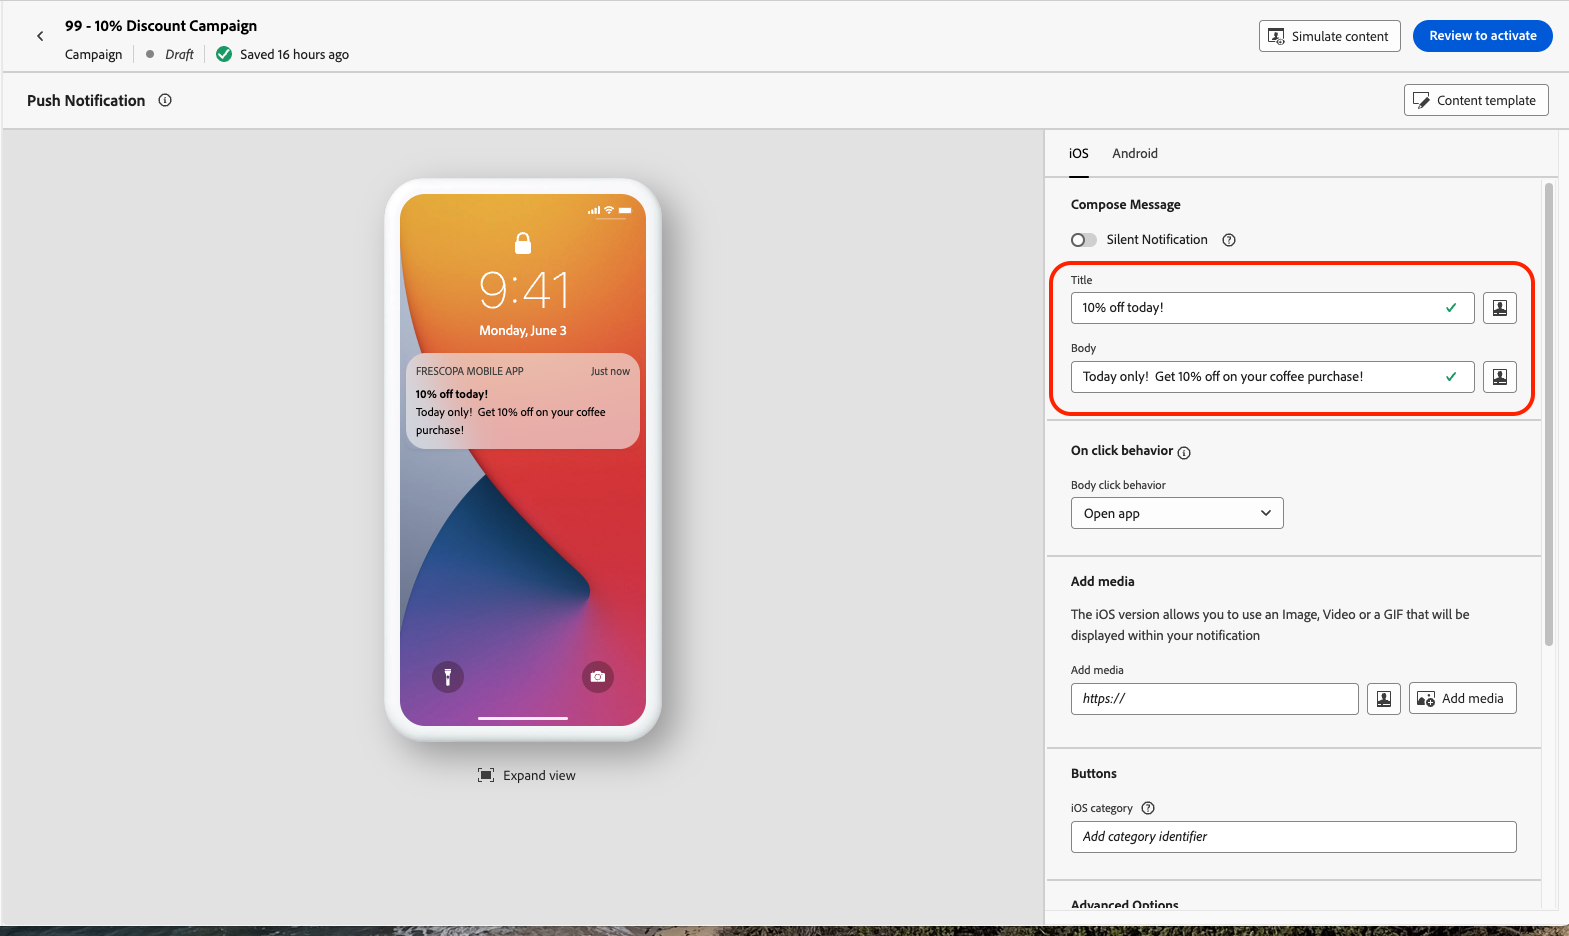 99 - 10% Discount Campaign
Campaign
Draft
Saved 16 hours ago
Simulate content
Review to activate
Push Notification
Content template
9:41
Monday, June 3
FRESCOPA MOBILE APP
Just now
10% off today!
Today only!  Get 10% off on your coffee
purchase!
Expand view
iOS
Android
Compose Message
Silent Notification
Title
10% off today!
Body
Today only!  Get 10% off on your coffee purchase!
On click behavior
Body click behavior
Open app
Add media
The iOS version allows you to use an Image, Video or a GIF that will be
displayed within your notification
Add media
https://
Add media
Buttons
iOS category
Add category identifier
Advanced Options